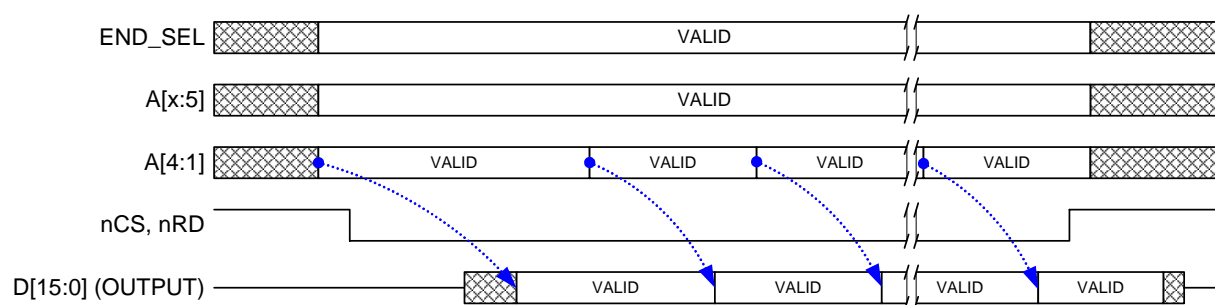 END_SEL VALID
A[x:5] VALID
A[4:1] VALID VALID VALID VALID
nCS, nRD
D[15:0] (OUTPUT) VALID VALID VALID VALID